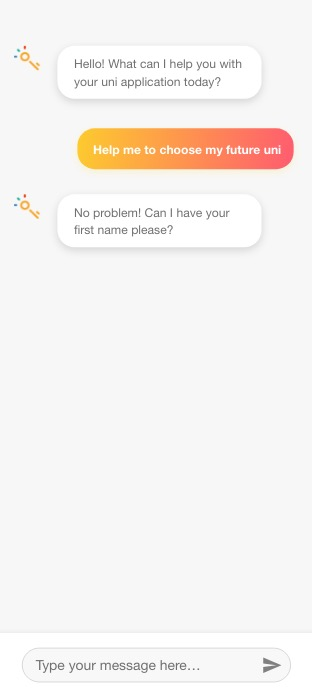 Hello! What can I help you with
your uni application today?
Help me to choose my future uni
No problem! Can I have your
first name please?
Type your message here…